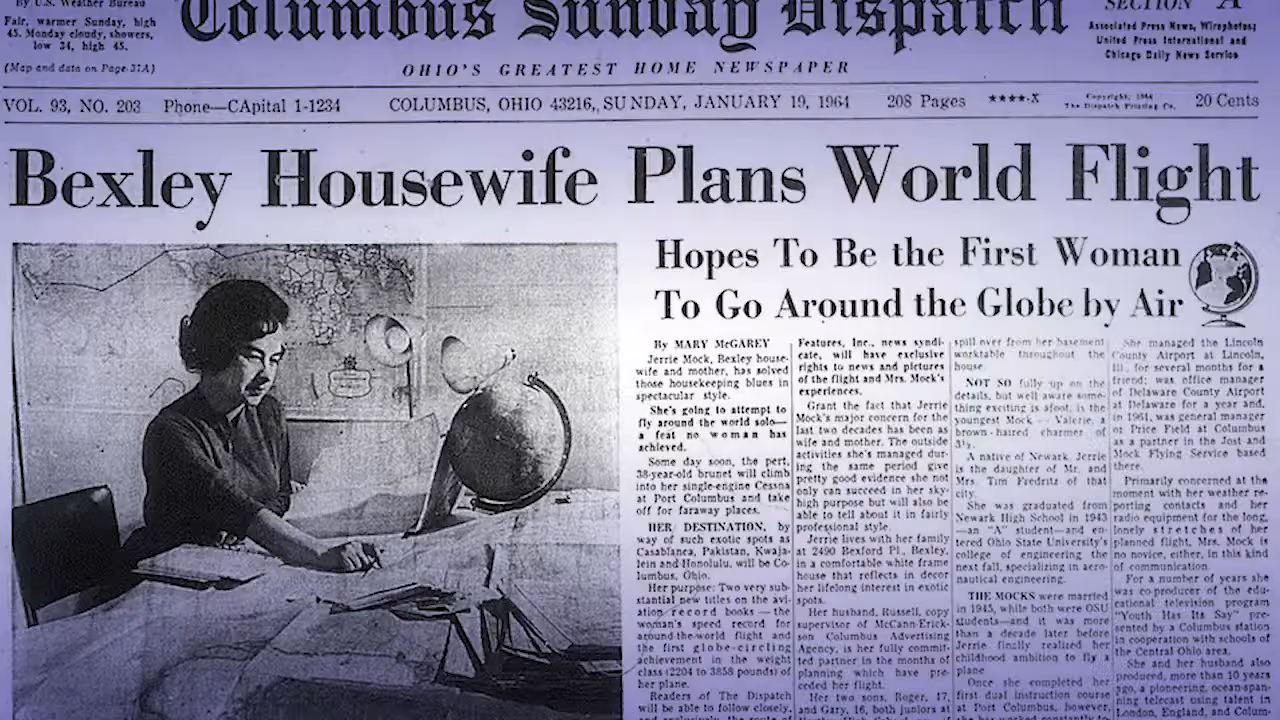 By U.S. Weather Bureau
Fair, warmer Sunday, high
45. Monday cloudy, showers,
low 34, high 45.
(Map and data on Page 37A)
Columbus Sunday Dispatch
OHIO'S GREATEST HOME NEWSPAPER
SECTION A
Associated Press News, Wirephotos;
United Press International and
Chicago Daily News Service
VOL. 93, NO. 203 Phone—CApital 1-1234 COLUMBUS, OHIO 43216, SUNDAY, JANUARY 19, 1964 208 Pages ★★★★-X Copyright, 1964
The Dispatch Printing Co. 20 Cents
Bexley Housewife Plans World Flight
Hopes To Be the First Woman
To Go Around the Globe by Air
By MARY McGAREY
Jerrie Mock, Bexley house-
wife and mother, has solved
those housekeeping blues in
spectacular style.
She's going to attempt to
fly around the world solo—
a feat no woman has
achieved.
Some day soon, the pert,
38-year-old brunet will climb
into her single-engine Cessna
at Port Columbus and take
off for faraway places.
HER DESTINATION, by
way of such exotic spots as
Casablanca, Pakistan, Kwaja-
lein and Honolulu, will be Co-
lumbus, Ohio.
Her purpose: Two very sub-
stantial new titles on the avi-
ation record books — the
woman's speed record for
around-the-world flight and
the first globe-circling
achievement in the weight
class (2204 to 3858 pounds) of
her plane.
Readers of The Dispatch
will be able to follow closely,
and exclusively, the route of
Features, Inc., news syndi-
cate, will have exclusive
rights to news and pictures
of the flight and Mrs. Mock's
experiences.
Grant the fact that Jerrie
Mock's major concern for the
last two decades has been as
wife and mother. The outside
activities she's managed dur-
ing the same period give
pretty good evidence she not
only can succeed in her sky-
high purpose but will also be
able to tell about it in fairly
professional style.
Jerrie lives with her family
at 2490 Bexford Pl., Bexley,
in a comfortable white frame
house that reflects in decor
her lifelong interest in exotic
spots.
Her husband, Russell, copy
supervisor of McCann-Erick-
son Columbus Advertising
Agency, is her fully commit-
ted partner in the months of
planning which have pre-
ceded her flight.
Her two sons, Roger, 17,
and Gary, 16, both juniors at
spill over from her basement
worktable throughout the
house.
NOT SO fully up on the
details, but well aware some-
thing exciting is afoot, is the
youngest Mock — Valerie, a
brown-haired charmer of
3½.
A native of Newark, Jerrie
is the daughter of Mr. and
Mrs. Tim Fredritz of that
city.
She was graduated from
Newark High School in 1943
—an "A" student—and en-
tered Ohio State University's
college of engineering the
next fall, specializing in aero-
nautical engineering.
THE MOCKS were married
in 1945, while both were OSU
students—and it was more
than a decade later before
Jerrie finally realized her
childhood ambition to fly a
plane.
Once she completed her
first dual instruction course
at Port Columbus, however,
she worked constantly
She managed the Lincoln
County Airport at Lincoln,
Ill., for several months for a
friend; was office manager
of Delaware County Airport
at Delaware for a year and,
in 1961, was general manager
of Price Field at Columbus
as a partner in the Jost and
Mock Flying Service based
there.
Primarily concerned at the
moment with her weather re-
porting contacts and her
radio equipment for the long,
lonely stretches of her
planned flight, Mrs. Mock is
no novice, either, in this kind
of communication.
For a number of years she
was co-producer of the edu-
cational television program
"Youth Has Its Say" pre-
sented by a Columbus station
in cooperation with schools of
the Central Ohio area.
She and her husband also
produced, more than 10 years
ago, a pioneering, ocean-span-
ning telecast using talent in
London, England, and Colum-